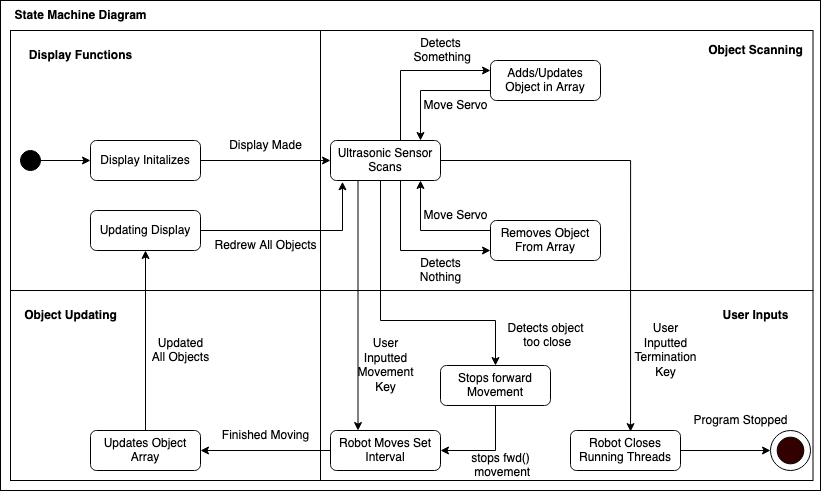 State Machine Diagram
Display Functions
Object Scanning
Detects
Something
Adds/Updates
Object in Array
Move Servo
Display Initalizes
Display Made
Ultrasonic Sensor
Scans
Updating Display
Redrew All Objects
Move Servo
Removes Object
From Array
Detects
Nothing
Object Updating
User Inputs
Updated
All Objects
User
Inputted
Movement
Key
Detects object
too close
User
Inputted
Termination
Key
Stops forward
Movement
Updates Object
Array
Finished Moving
Robot Moves Set
Interval
stops fwd()
movement
Robot Closes
Running Threads
Program Stopped